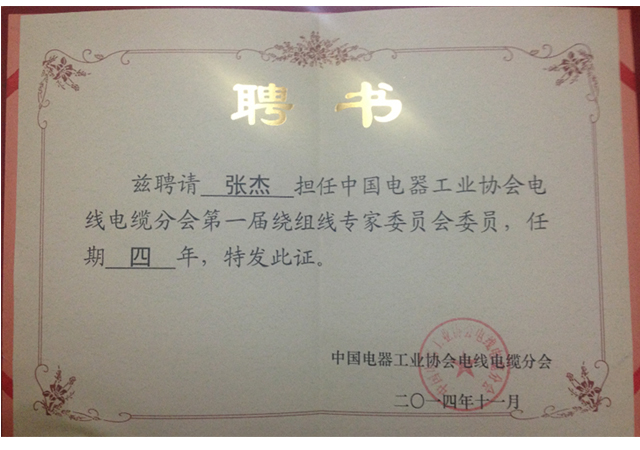 聘书
兹聘请 张杰 担任中国电器工业协会电
线电缆分会第一届绕组线专家委员会委员，任
期 四 年，特发此证。
中国电器工业协会电线电缆分会
二〇一四年十一月